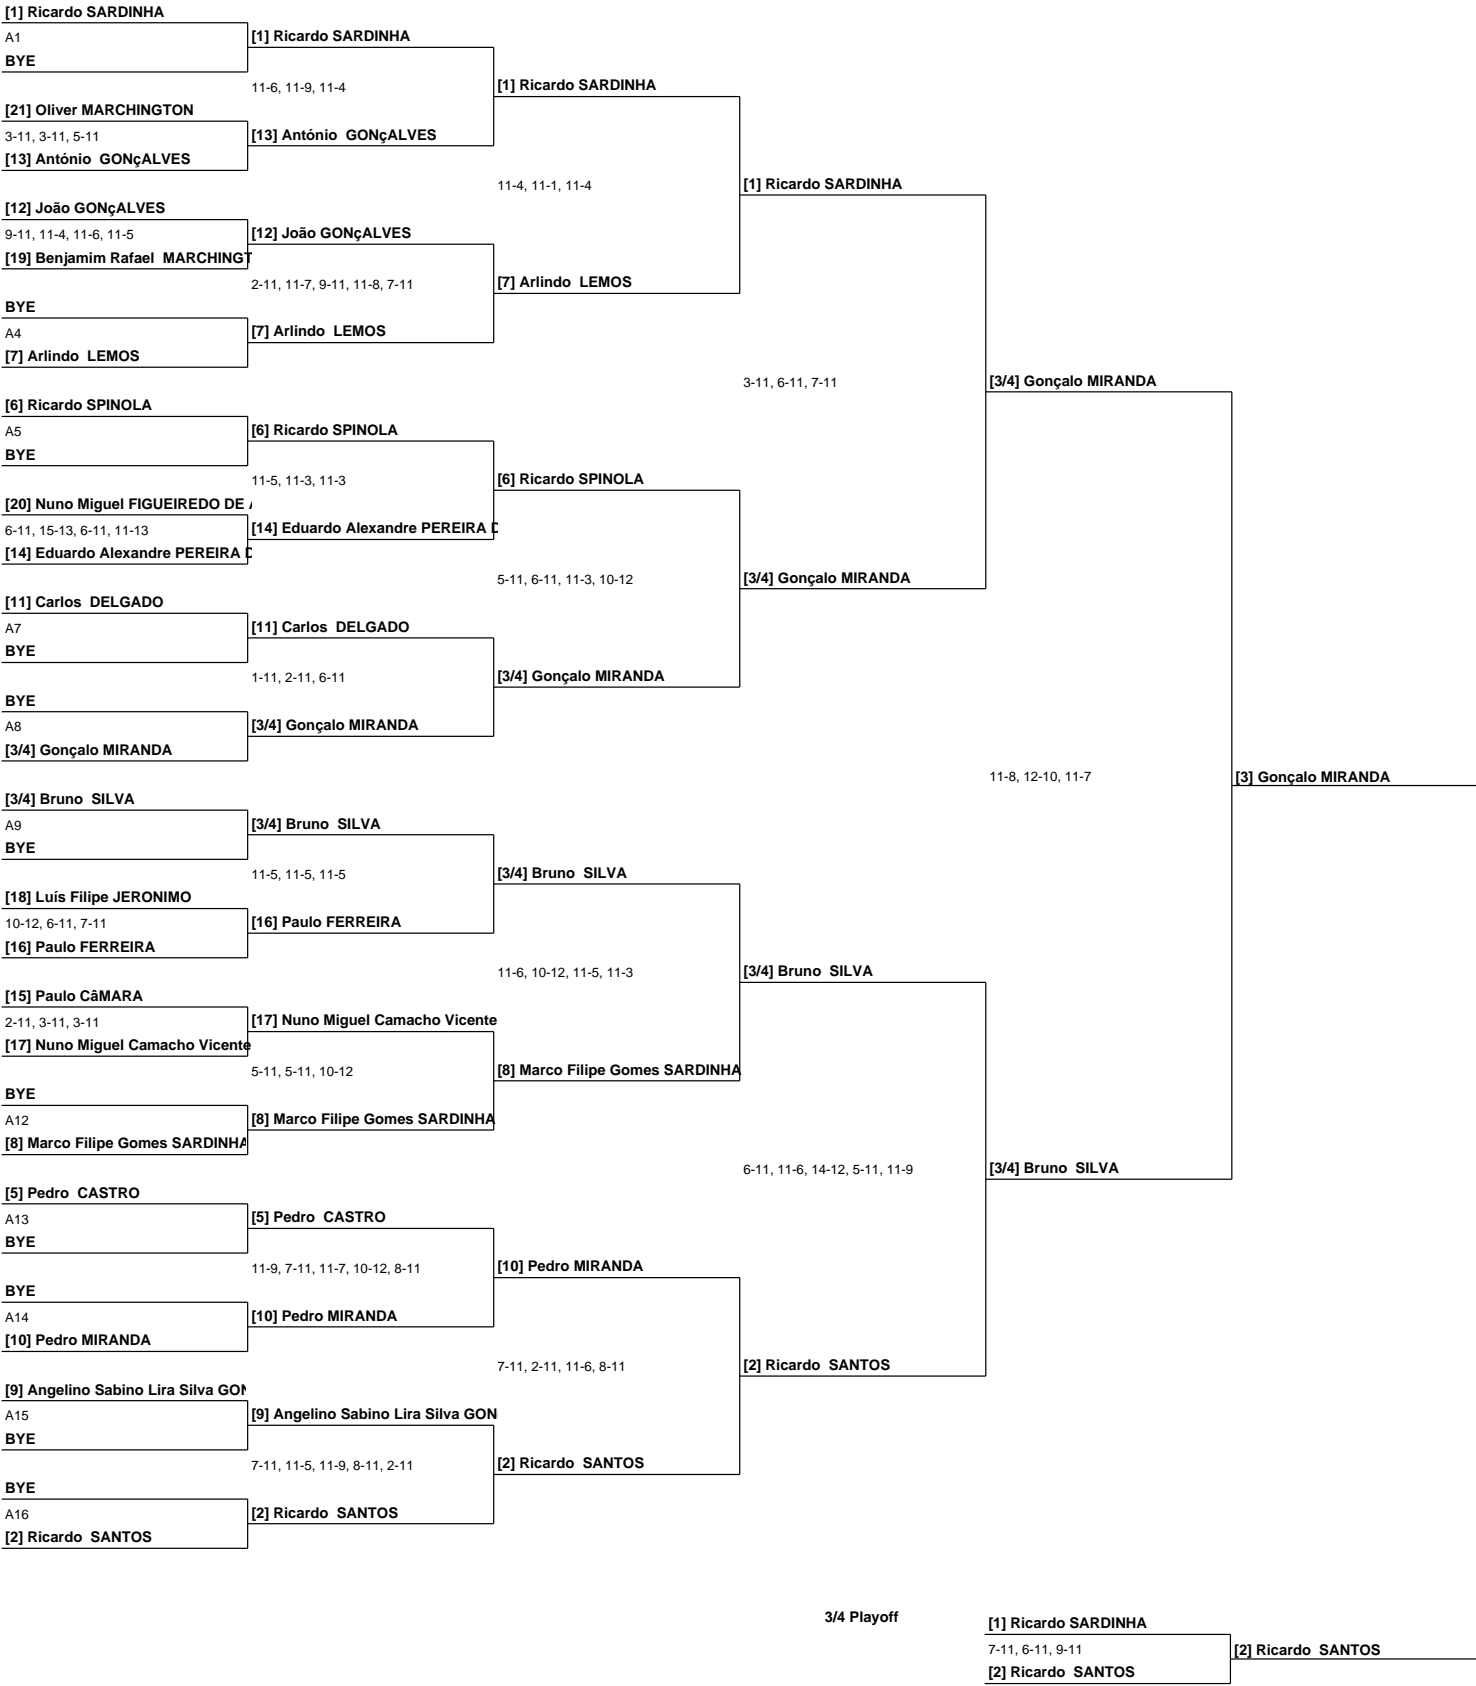 [1] Ricardo SARDINHA
A1
BYE
[21] Oliver MARCHINGTON
3-11, 3-11, 5-11
[13] António  GONçALVES
[12] João GONçALVES
9-11, 11-4, 11-6, 11-5
[19] Benjamim Rafael  MARCHINGT
BYE
A4
[7] Arlindo  LEMOS
[6] Ricardo SPINOLA
A5
BYE
[20] Nuno Miguel FIGUEIREDO DE
6-11, 15-13, 6-11, 11-13
[14] Eduardo Alexandre PEREIRA D
[11] Carlos  DELGADO
A7
BYE
BYE
A8
[3/4] Gonçalo MIRANDA
[3/4] Bruno  SILVA
A9
BYE
[18] Luís Filipe JERONIMO
10-12, 6-11, 7-11
[16] Paulo FERREIRA
[15] Paulo CâMARA
2-11, 3-11, 3-11
[17] Nuno Miguel Camacho Vicente
BYE
A12
[8] Marco Filipe Gomes SARDINHA
[5] Pedro  CASTRO
A13
BYE
BYE
A14
[10] Pedro MIRANDA
[9] Angelino Sabino Lira Silva GON
A15
BYE
BYE
A16
[2] Ricardo  SANTOS
[1] Ricardo SARDINHA
11-6, 11-9, 11-4
[13] António  GONçALVES
[12] João GONçALVES
2-11, 11-7, 9-11, 11-8, 7-11
[7] Arlindo  LEMOS
[6] Ricardo SPINOLA
11-5, 11-3, 11-3
[14] Eduardo Alexandre PEREIRA D
[11] Carlos  DELGADO
1-11, 2-11, 6-11
[3/4] Gonçalo MIRANDA
[3/4] Bruno  SILVA
11-5, 11-5, 11-5
[16] Paulo FERREIRA
[17] Nuno Miguel Camacho Vicente
5-11, 5-11, 10-12
[8] Marco Filipe Gomes SARDINHA
[5] Pedro  CASTRO
11-9, 7-11, 11-7, 10-12, 8-11
[10] Pedro MIRANDA
[9] Angelino Sabino Lira Silva GON
7-11, 11-5, 11-9, 8-11, 2-11
[2] Ricardo  SANTOS
[1] Ricardo SARDINHA
11-4, 11-1, 11-4
[7] Arlindo  LEMOS
[6] Ricardo SPINOLA
5-11, 6-11, 11-3, 10-12
[3/4] Gonçalo MIRANDA
[3/4] Bruno  SILVA
11-6, 10-12, 11-5, 11-3
[8] Marco Filipe Gomes SARDINHA
[10] Pedro MIRANDA
7-11, 2-11, 11-6, 8-11
[2] Ricardo  SANTOS
[1] Ricardo SARDINHA
3-11, 6-11, 7-11
[3/4] Gonçalo MIRANDA
[3/4] Bruno  SILVA
6-11, 11-6, 14-12, 5-11, 11-9
[2] Ricardo  SANTOS
[3/4] Gonçalo MIRANDA
11-8, 12-10, 11-7
[3/4] Bruno  SILVA
[3] Gonçalo MIRANDA
3/4 Playoff
[1] Ricardo SARDINHA
7-11, 6-11, 9-11
[2] Ricardo  SANTOS
[2] Ricardo  SANTOS